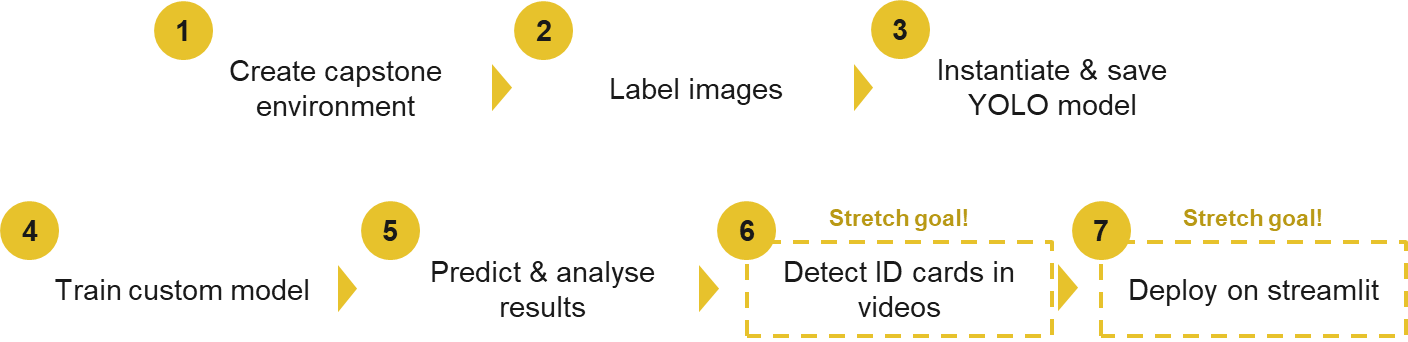 1
Create capstone
environment
2
Label images
3
Instantiate & save
YOLO model
4
Train custom model
5
Predict & analyse
results
6
Stretch goal!
Detect ID cards in
videos
7
Stretch goal!
Deploy on streamlit